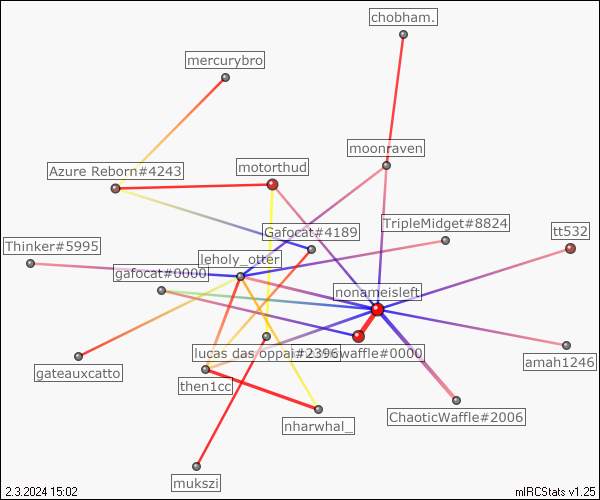 chobham.
mercurybro
moonraven
motorthud
Azure Reborn#4243
TripleMidget#8824
Gafocat#4189
tt532
Thinker#5995
leholy_otter
gafocat#0000
nonameisleft
lucas das oppai#2396
waffle#0000
amah1246
gateauxcatto
then1cc
ChaoticWaffle#2006
nharwhal_
mukszi
2.3.2024 15:02
mIRCStats v1.25